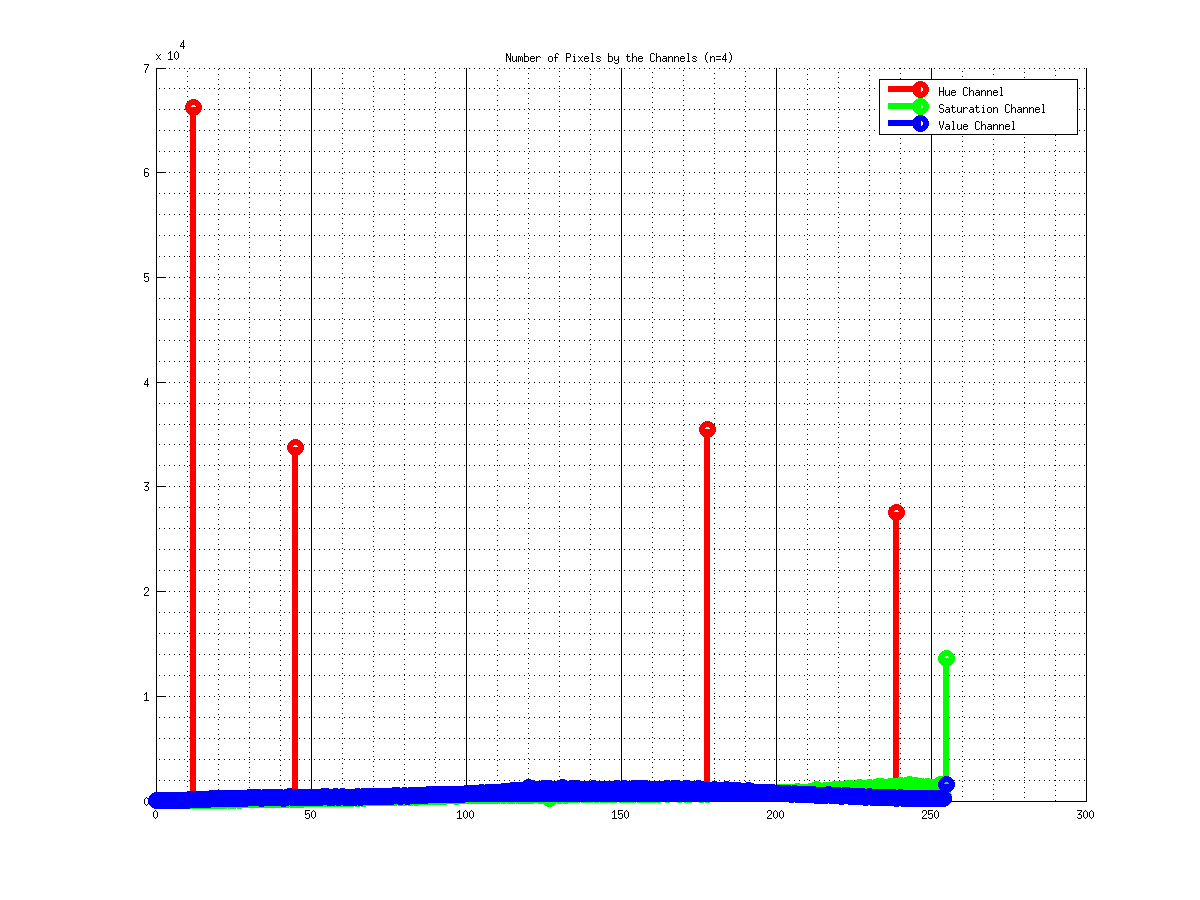 x 10^4
Number of Pixels by the Channels (n=4)
7
Hue Channel
Saturation Channel
Value Channel
6
5
4
3
2
1
0
0 50 100 150 200 250 300